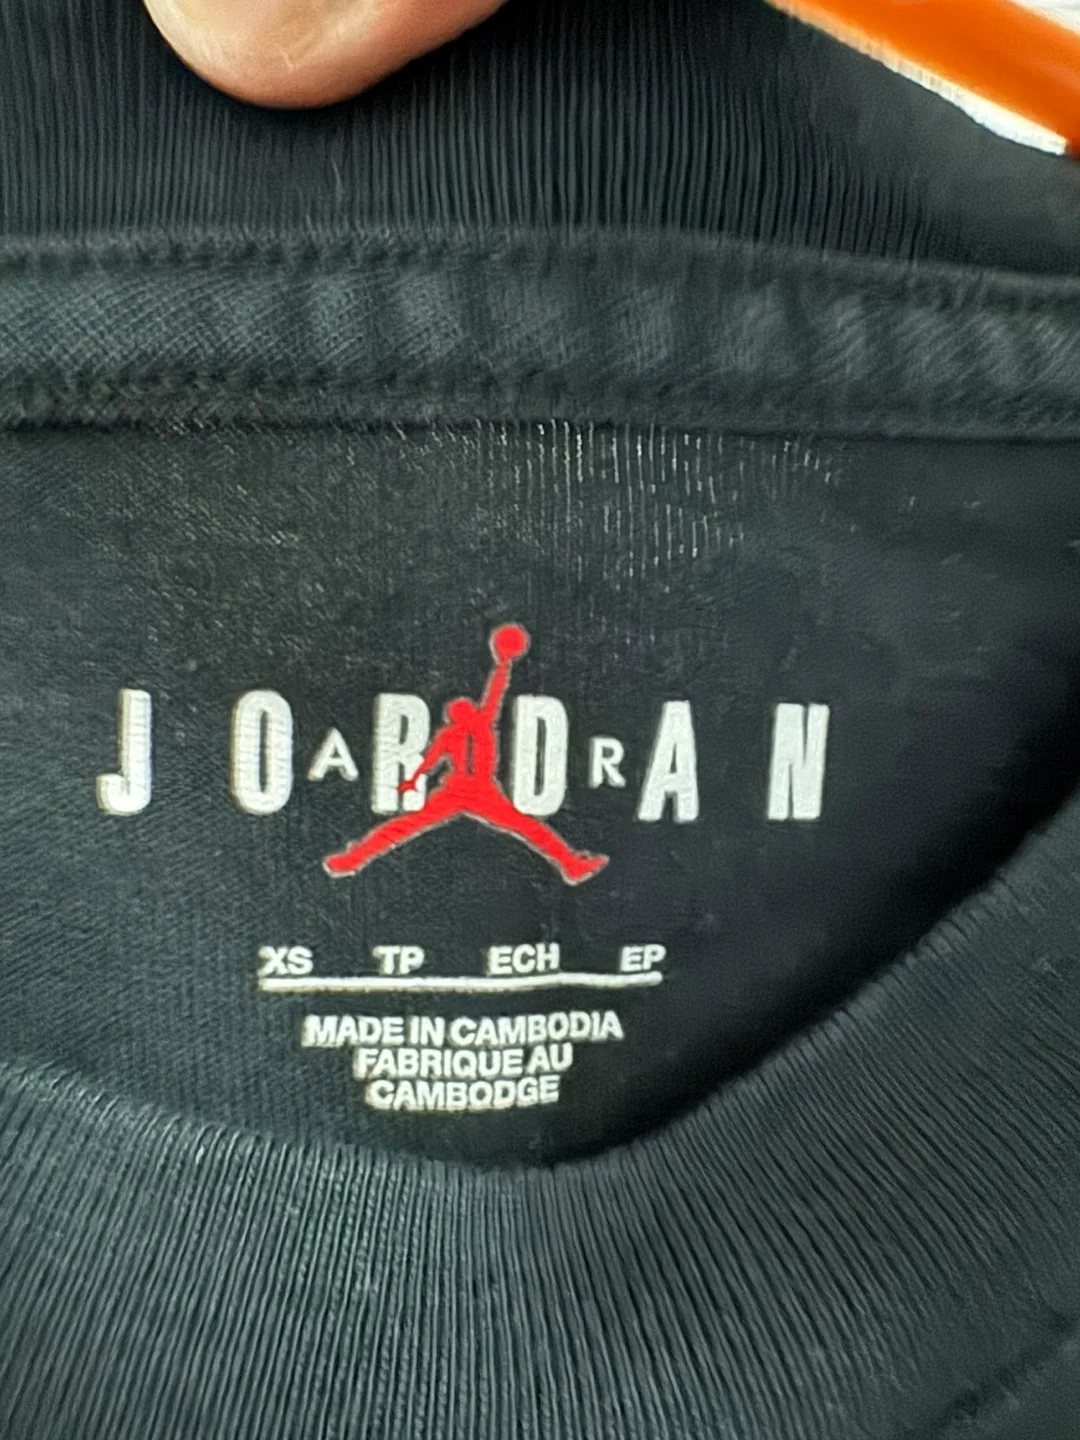 JORDAN
AIR
XS TP ECH EP
MADE IN CAMBODIA
FABRIQUE AU
CAMBODGE